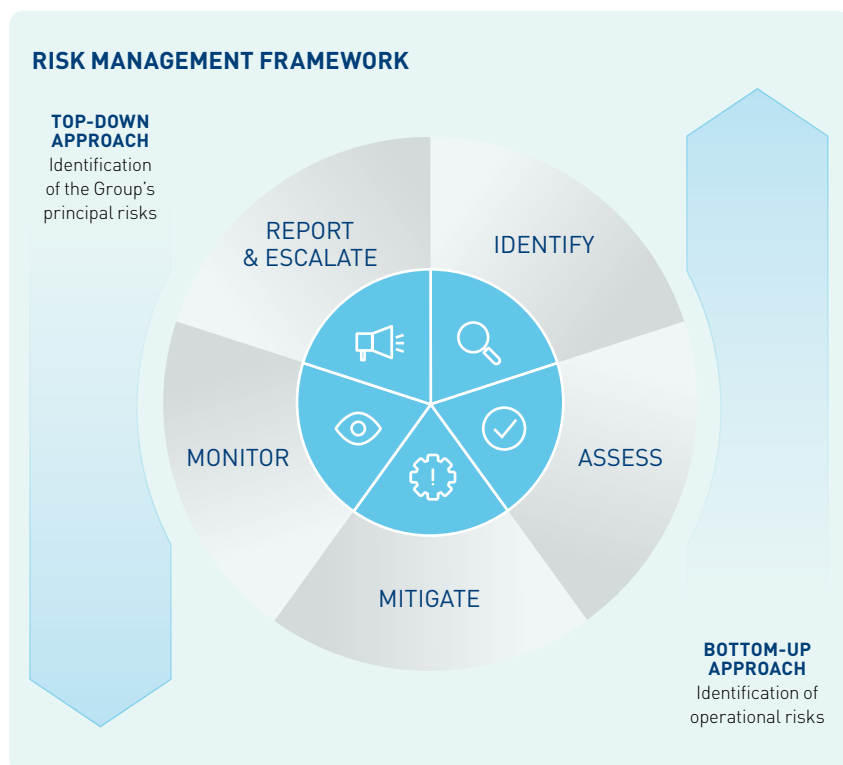 RISK MANAGEMENT FRAMEWORK
TOP-DOWN
APPROACH
Identification
of the Group's
principal risks
REPORT
& ESCALATE
IDENTIFY
MONITOR
ASSESS
!
MITIGATE
BOTTOM-UP
APPROACH
Identification of
operational risks